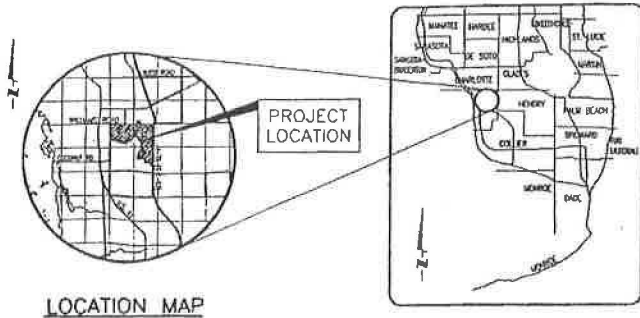 MANATEE
HARDEE
HIGHLANDS
ST. LUCIE
SARASOTA
DE SOTO
MARTIN
CHARLOTTE
GLADES
HENDRY
PALM BEACH
BROWARD
COLLIER
MONROE
DADE
MONROE
N
N
PROJECT
LOCATION
LOCATION MAP